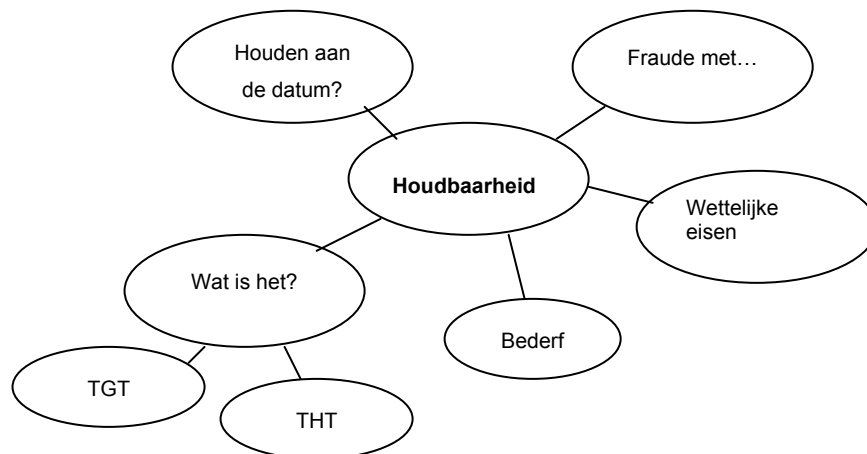 Houden aan
de datum?
Fraude met…
Houdbaarheid
Wettelijke
eisen
Wat is het?
Bederf
TGT
THT